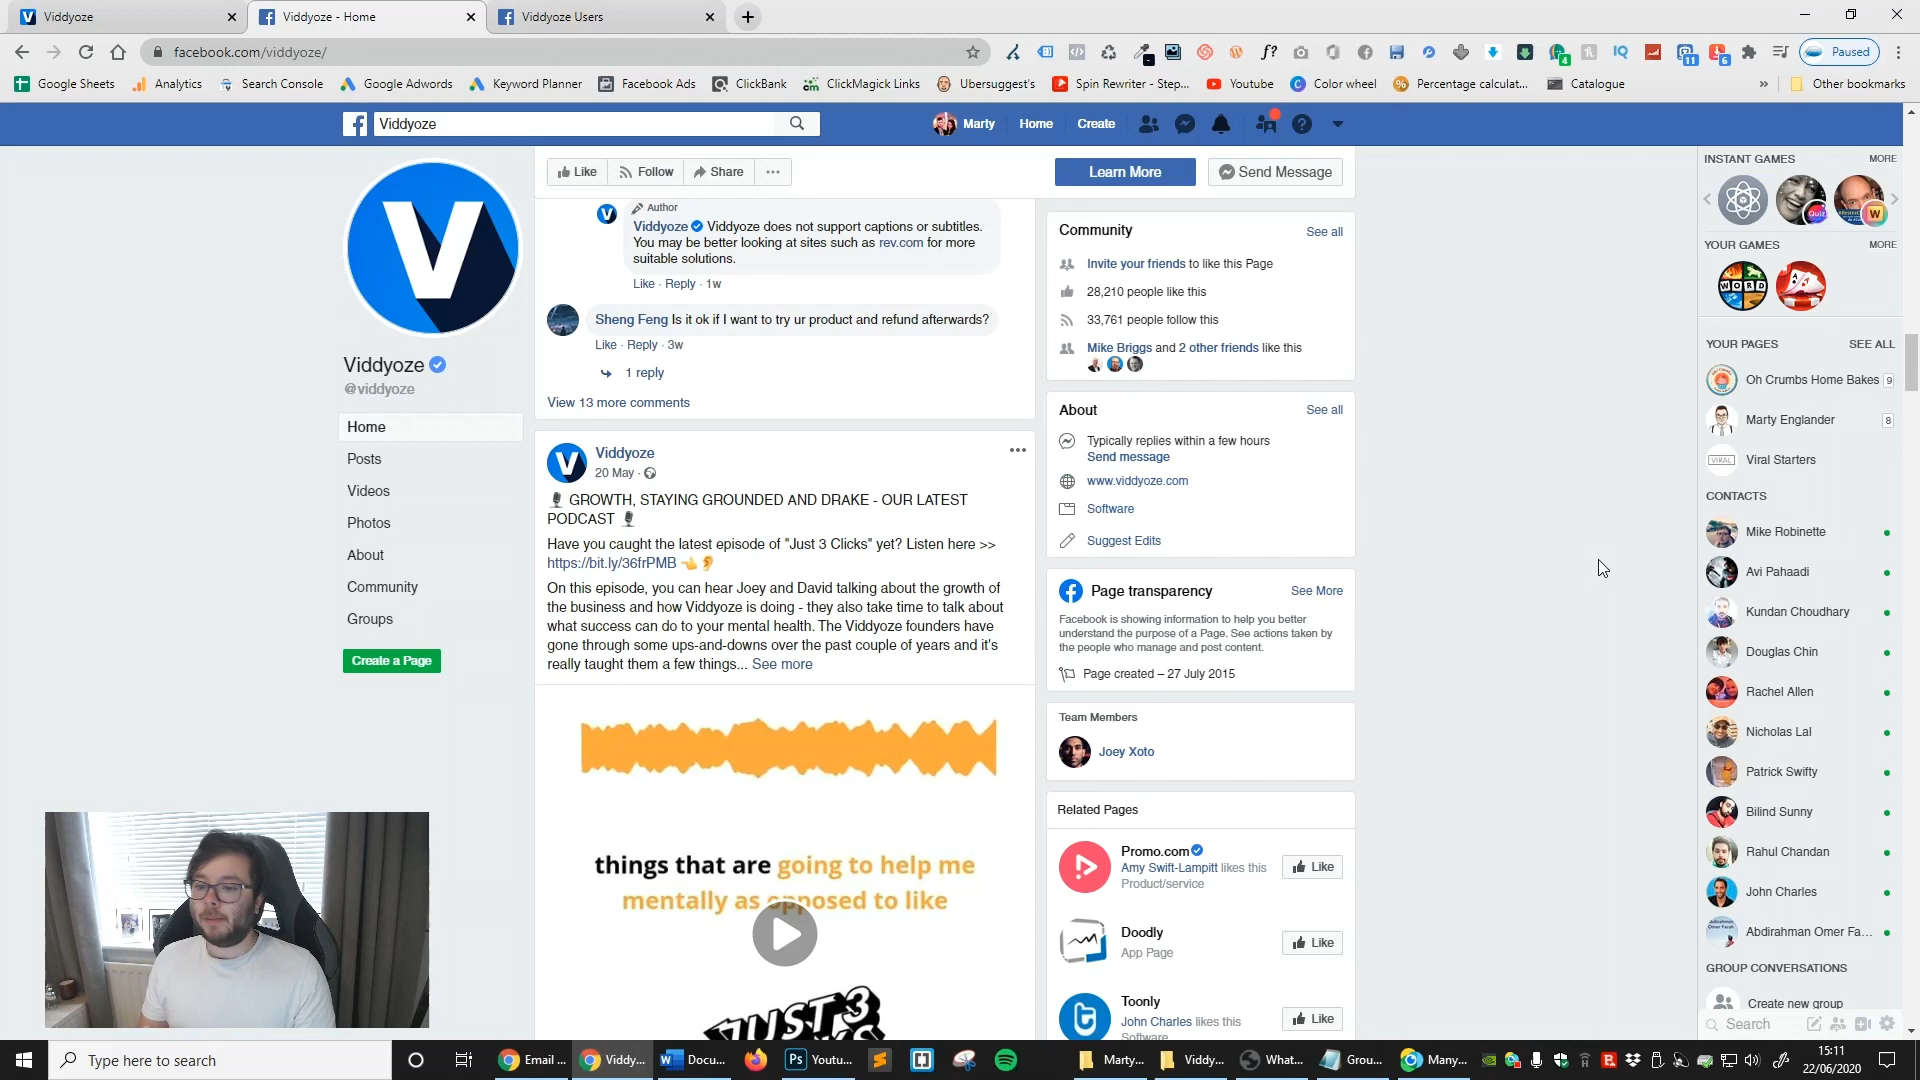 Viddyoze
Viddyoze - Home
Viddyoze Users
facebook.com/viddyoze/
f?
IQ
4
11
6
Paused
Google Sheets
Analytics
Search Console
Google Adwords
Keyword Planner
Facebook Ads
ClickBank
ClickMagick Links
Ubersuggest's
Spin Rewriter - Step...
Youtube
Color wheel
Percentage calculat...
Catalogue
Other bookmarks
Viddyoze
Marty
Home
Create
V
Viddyoze
@viddyoze
Home
Posts
Videos
Photos
About
Community
Groups
Create a Page
Like
Follow
Share
Learn More
Send Message
Author
Viddyoze Viddyoze does not support captions or subtitles.
You may be better looking at sites such as rev.com for more
suitable solutions.
Like · Reply · 1w
Sheng Feng Is it ok if I want to try ur product and refund afterwards?
Like · Reply · 3w
1 reply
View 13 more comments
Viddyoze
20 May ·
GROWTH, STAYING GROUNDED AND DRAKE - OUR LATEST
PODCAST
Have you caught the latest episode of "Just 3 Clicks" yet? Listen here >>
https://bit.ly/36frPMB
On this episode, you can hear Joey and David talking about the growth of
the business and how Viddyoze is doing - they also take time to talk about
what success can do to your mental health. The Viddyoze founders have
gone through some ups-and-downs over the past couple of years and it's
really taught them a few things... See more
things that are going to help me
mentally as opposed to like
JUST 3
Community
See all
Invite your friends to like this Page
28,210 people like this
33,761 people follow this
Mike Briggs and 2 other friends like this
About
See all
Typically replies within a few hours
Send message
www.viddyoze.com
Software
Suggest Edits
Page transparency
See More
Facebook is showing information to help you better
understand the purpose of a Page. See actions taken by
the people who manage and post content.
Page created – 27 July 2015
Team Members
Joey Xoto
Related Pages
Promo.com
Amy Swift-Lampitt likes this
Product/service
Like
Doodly
App Page
Like
Toonly
John Charles likes this
Software
Like
INSTANT GAMES
MORE
Quiz
W
YOUR GAMES
MORE
WORD
YOUR PAGES
SEE ALL
Oh Crumbs Home Bakes 9
Marty Englander 8
VIRAL
Viral Starters
CONTACTS
Mike Robinette
Avi Pahaadi
Kundan Choudhary
Douglas Chin
Rachel Allen
Nicholas Lal
Patrick Swifty
Bilind Sunny
Rahul Chandan
John Charles
Abdirahman Omer Fa...
GROUP CONVERSATIONS
Create new group
Search
Type here to search
Email ...
Viddy...
Docu...
Ps
Youtu...
Marty...
Viddy...
What...
Grou...
Many...
15:11
22/06/2020